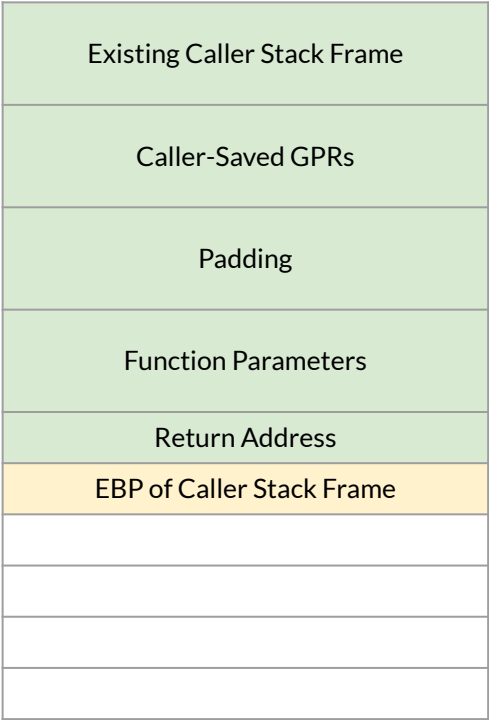 Existing Caller Stack Frame
Caller-Saved GPRs
Padding
Function Parameters
Return Address
EBP of Caller Stack Frame